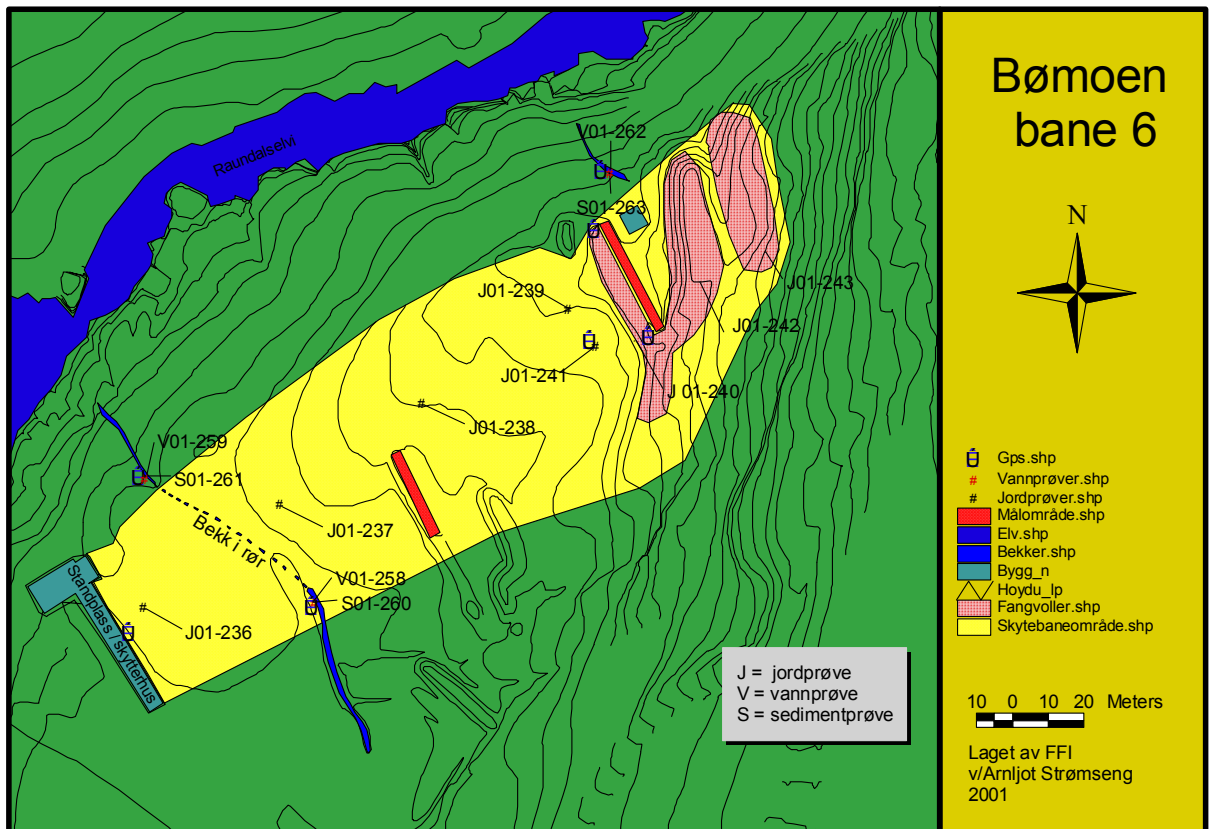 Bømoen
bane 6
N
Raundalselvi
V01-262
S01-263
J01-239
J01-243
J01-242
J01-241
J 01-240
J01-238
V01-259
S01-261
J01-237
Bekk i rør
V01-258
S01-260
J01-236
Standplass / skytterhus
J = jordprøve
V = vannprøve
S = sedimentprøve
Gps.shp
# Vannprøver.shp
# Jordprøver.shp
Målområde.shp
Elv.shp
Bekker.shp
Bygg_n
Hoydu_lp
Fangvoller.shp
Skytebaneområde.shp
10 0 10 20 Meters
Laget av FFI
v/Arnljot Strømseng
2001